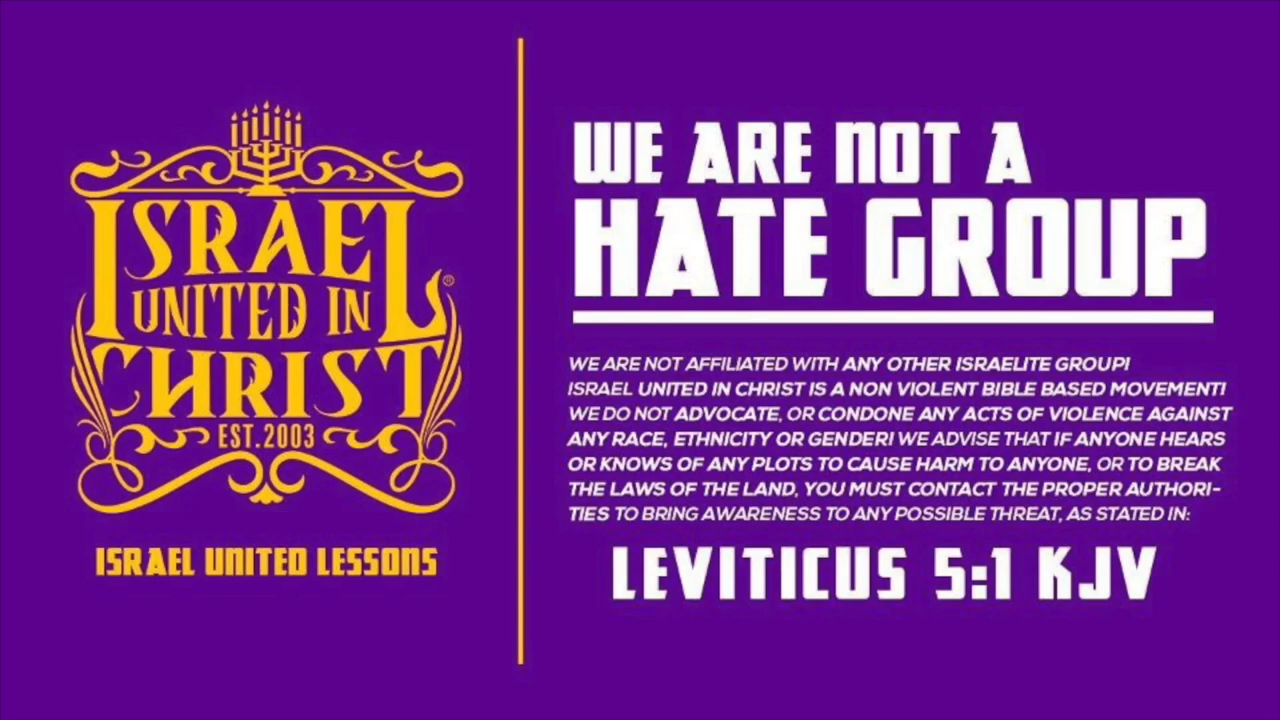 ISRAEL
UNITED IN
CHRIST
EST.2003
ISRAEL UNITED LESSONS
WE ARE NOT A
HATE GROUP
WE ARE NOT AFFILIATED WITH ANY OTHER ISRAELITE GROUP!
ISRAEL UNITED IN CHRIST IS A NON VIOLENT BIBLE BASED MOVEMENT!
WE DO NOT ADVOCATE, OR CONDONE ANY ACTS OF VIOLENCE AGAINST
ANY RACE, ETHNICITY OR GENDER! WE ADVISE THAT IF ANYONE HEARS
OR KNOWS OF ANY PLOTS TO CAUSE HARM TO ANYONE, OR TO BREAK
THE LAWS OF THE LAND, YOU MUST CONTACT THE PROPER AUTHORI-
TIES TO BRING AWARENESS TO ANY POSSIBLE THREAT, AS STATED IN:
LEVITICUS 5:1 KJV